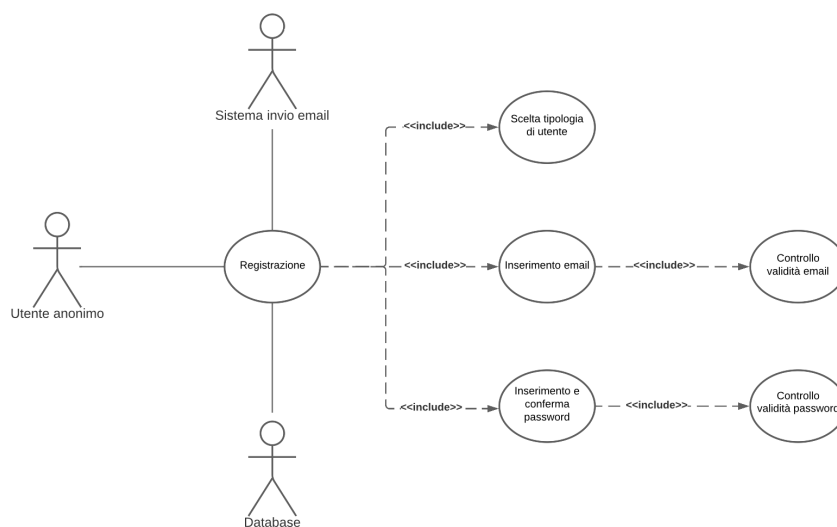 Sistema invio email
<<include>>
Scelta tipologia
di utente
Utente anonimo
Registrazione
<<include>>
Inserimento email
<<include>>
Controllo
validità email
<<include>>
Inserimento e
conferma
password
<<include>>
Controllo
validità password
Database